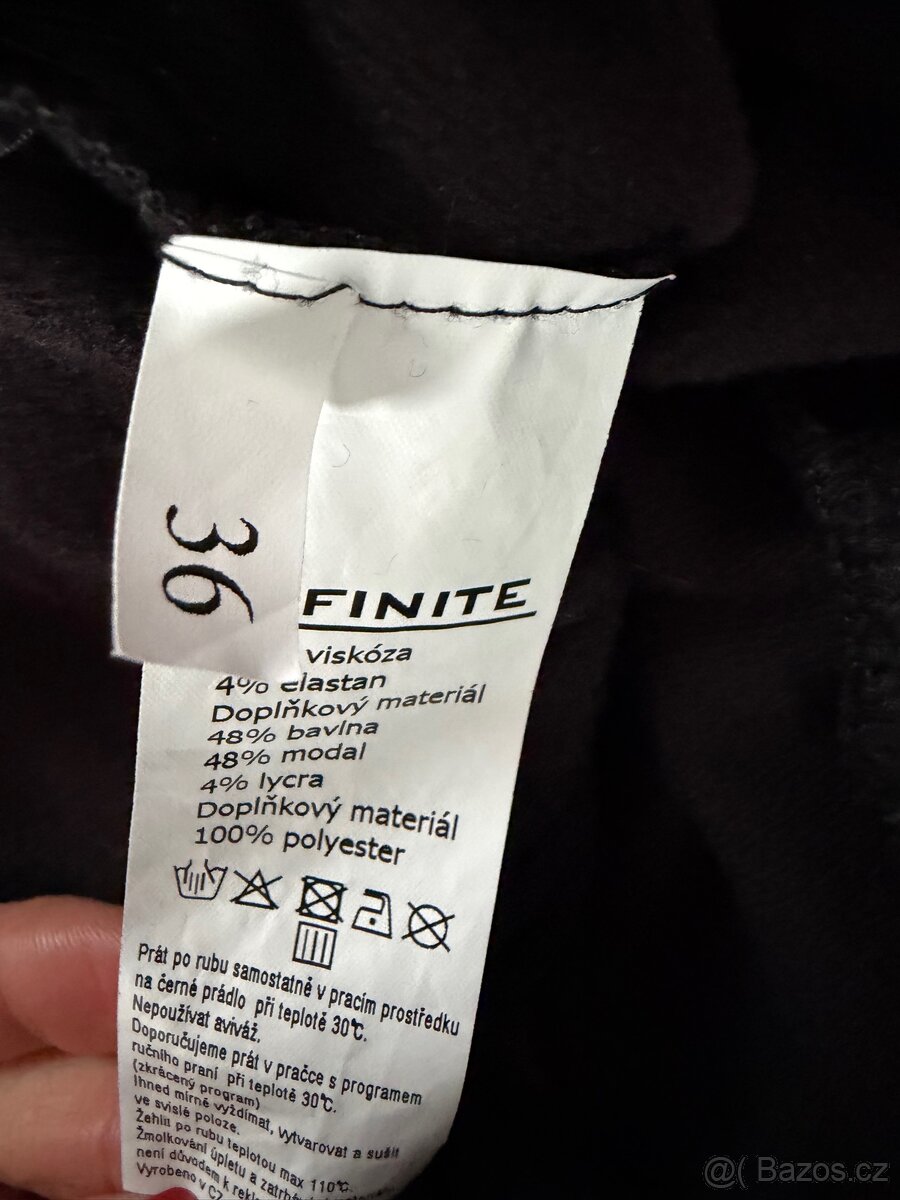 36
FINITE
viskóza
4% elastan
Doplňkový materiál
48% bavlna
48% modal
4% lycra
Doplňkový materiál
100% polyester
Prát po rubu samostatně v pracím prostředku
na černé prádlo při teplotě 30℃.
Nepoužívat aviváž.
Doporučujeme prát v pračce s programem
ručního praní při teplotě 30℃.
(zkrácený program)
Ihned mírně vyždímat, vytvarovat a sušit
ve svislé poloze.
Žehlit po rubu teplotou max 110℃.
Žmolkování úpletu a
není důvodem k
Vyrobeno v CZ
@( Bazos.cz